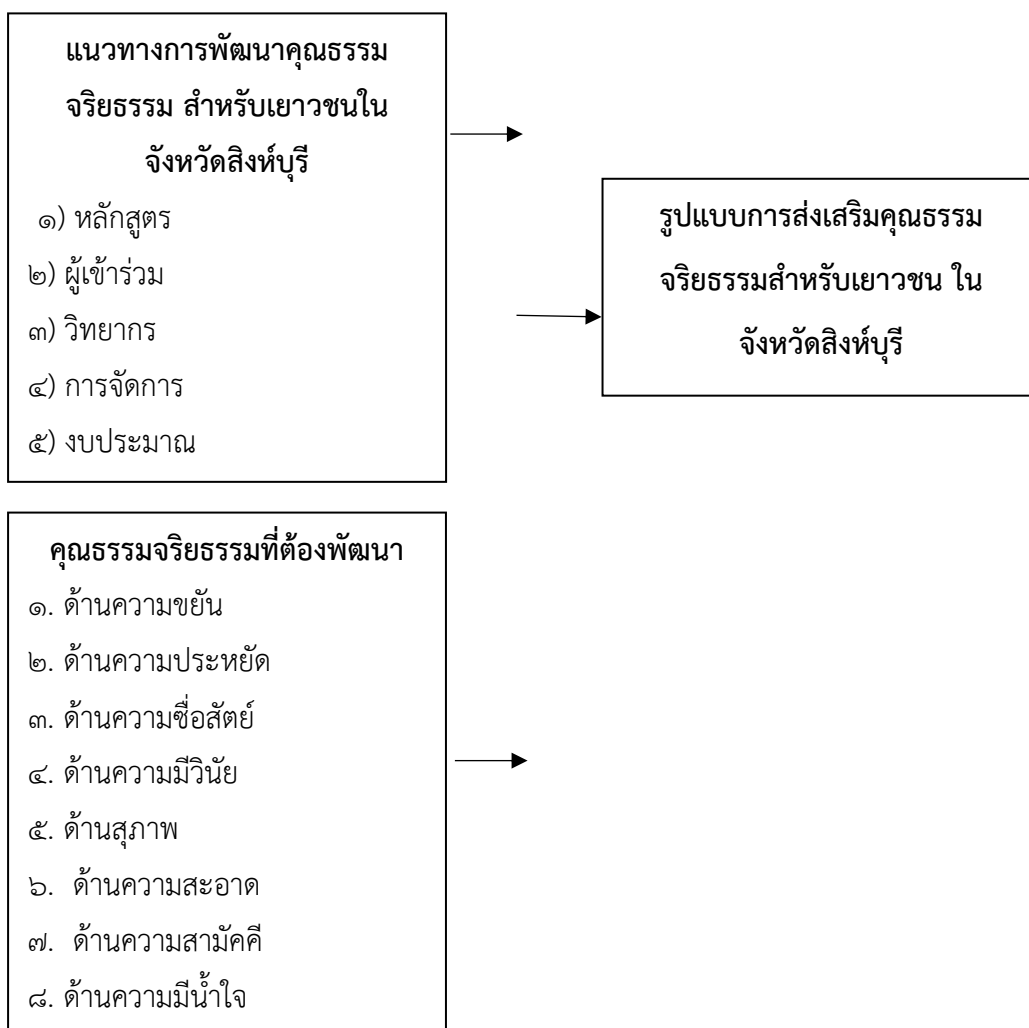 แนวทางการพัฒนาคุณธรรม
จริยธรรม สำหรับเยาวชนใน
จังหวัดสิงห์บุรี
๑) หลักสูตร
๒) ผู้เข้าร่วม
๓) วิทยากร
๔) การจัดการ
๕) งบประมาณ
รูปแบบการส่งเสริมคุณธรรม
จริยธรรมสำหรับเยาวชน ใน
จังหวัดสิงห์บุรี
คุณธรรมจริยธรรมที่ต้องพัฒนา
๑. ด้านความขยัน
๒. ด้านความประหยัด
๓. ด้านความซื่อสัตย์
๔. ด้านความมีวินัย
๕. ด้านสุภาพ
๖. ด้านความสะอาด
๗. ด้านความสามัคคี
๘. ด้านความมีน้ำใจ